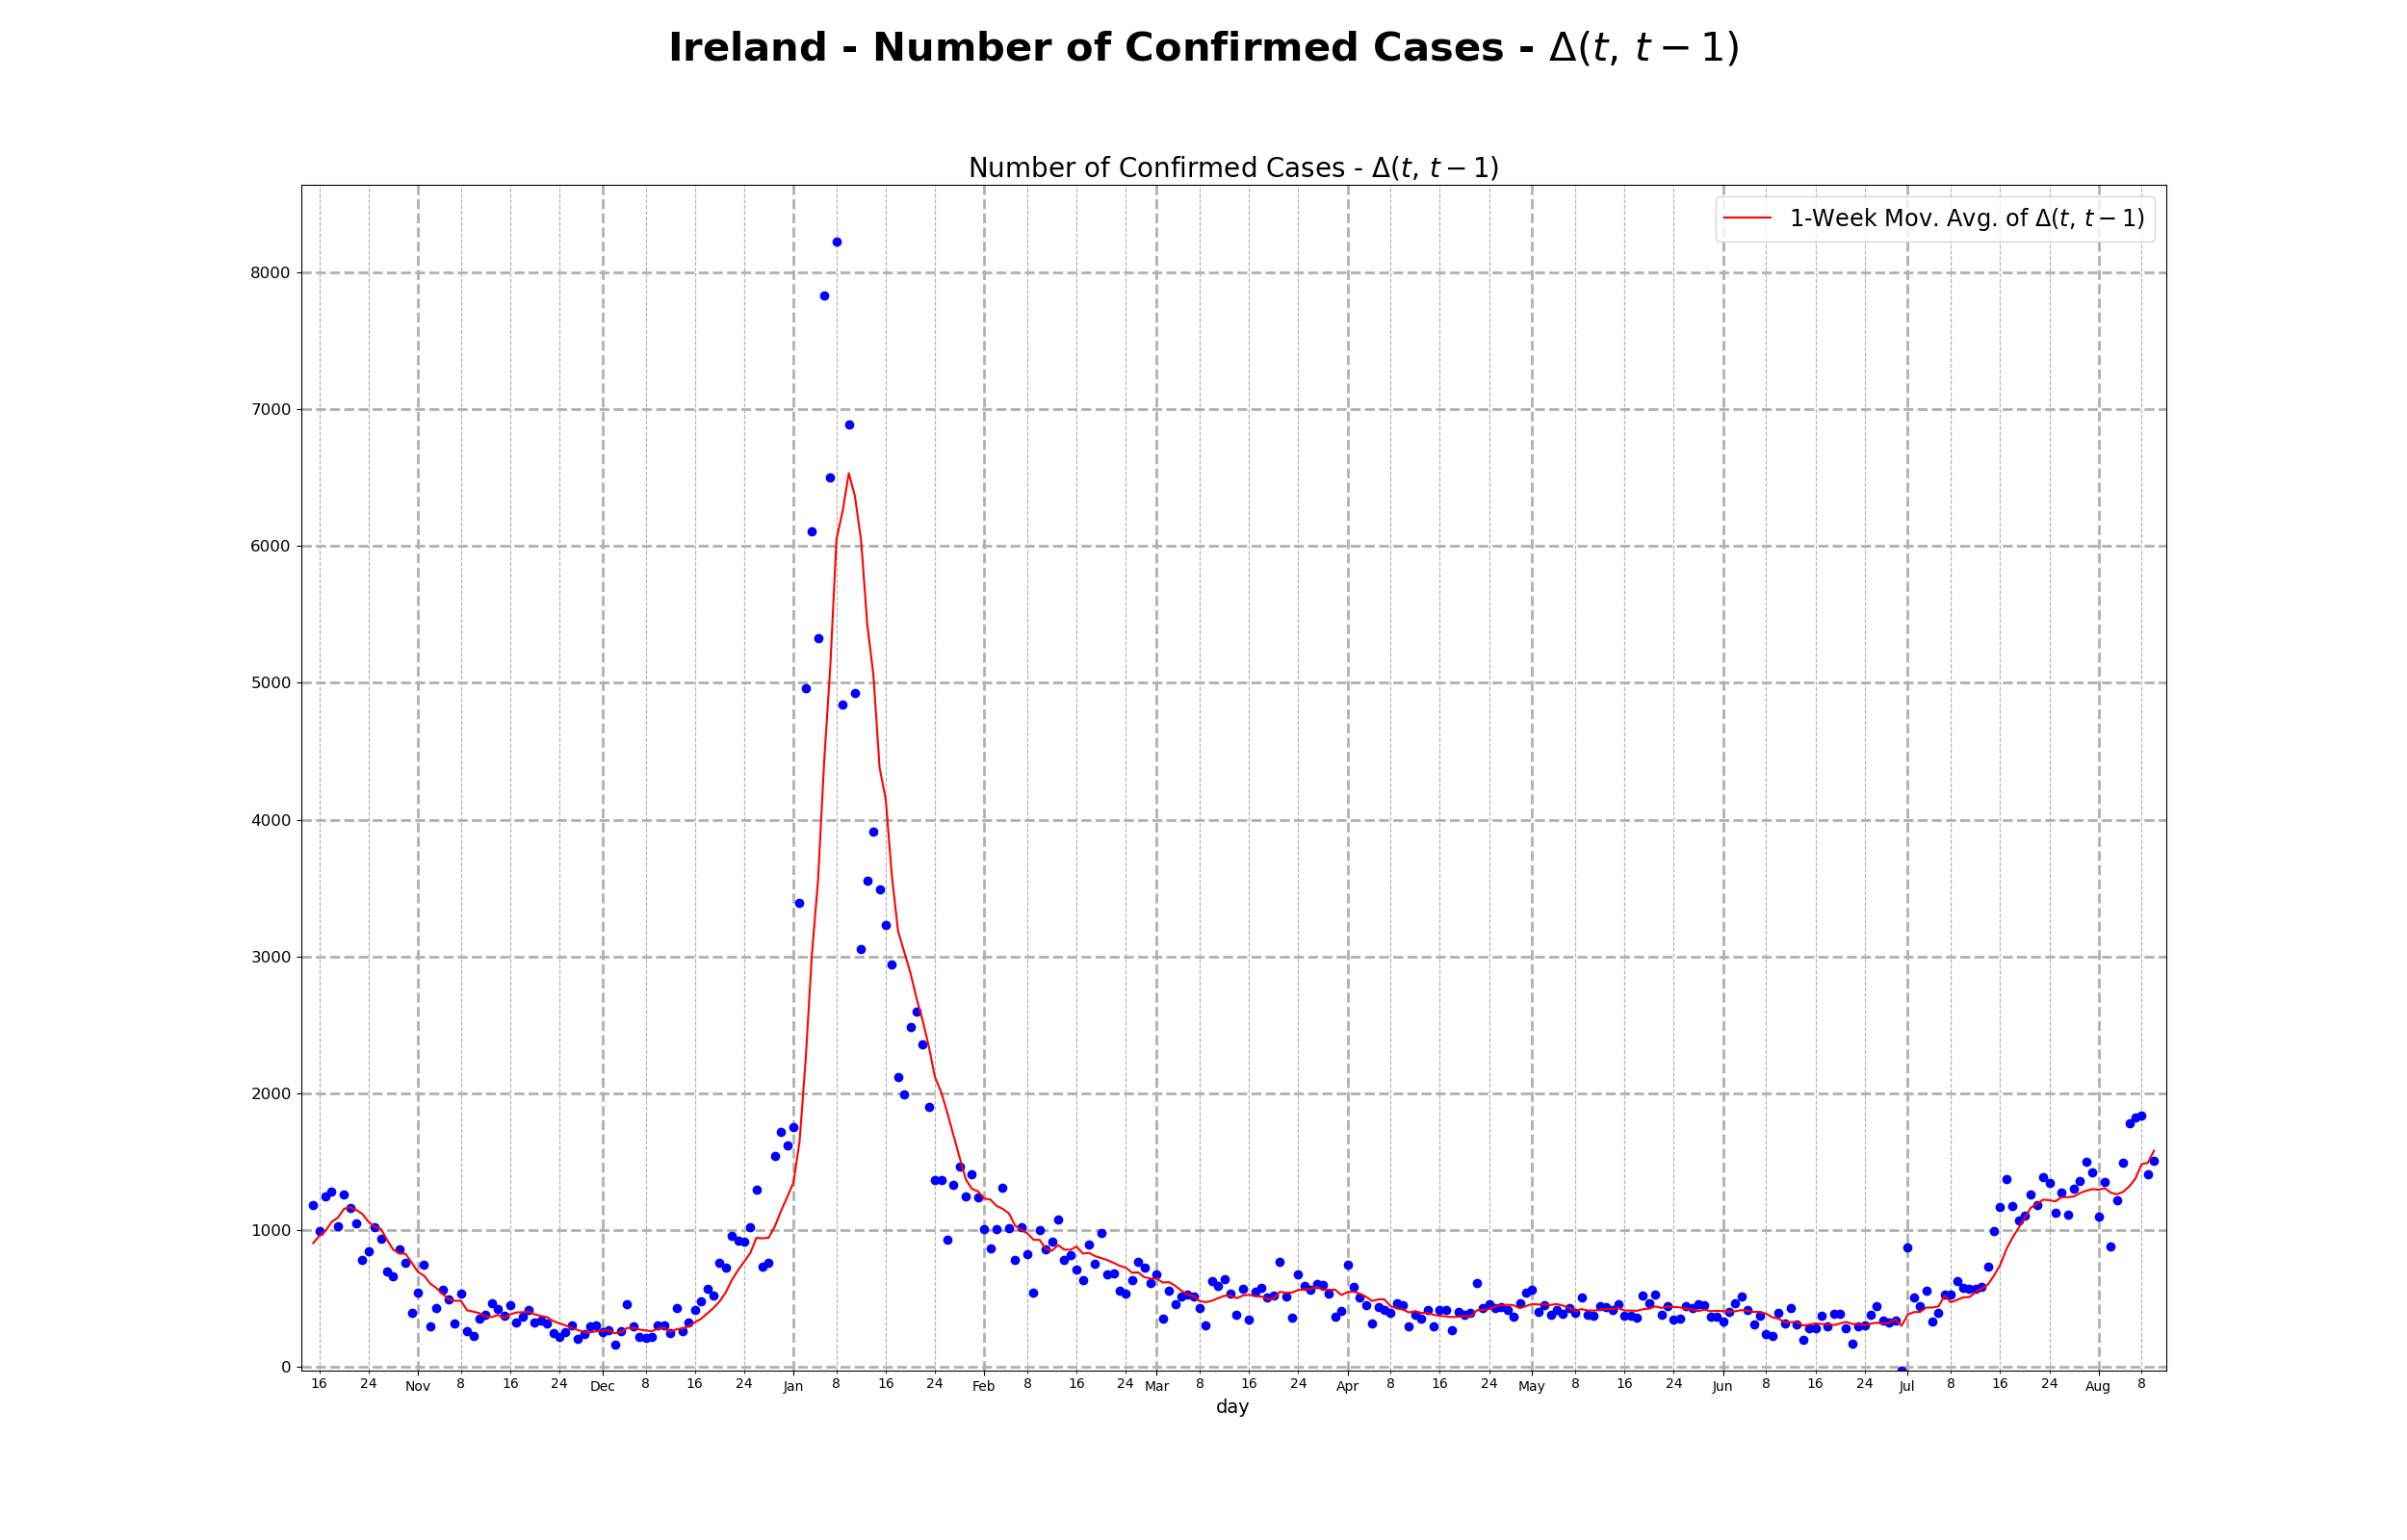 Ireland - Number of Confirmed Cases - Δ(t, t − 1)
Number of Confirmed Cases - Δ(t, t − 1)
1-Week Mov. Avg. of Δ(t, t − 1)
8000
7000
6000
5000
4000
3000
2000
1000
0
16 24 Nov 8 16 24 Dec 8 16 24 Jan 8 16 24 Feb 8 16 24 Mar 8 16 24 Apr 8 16 24 May 8 16 24 Jun 8 16 24 Jul 8 16 24 Aug 8
day